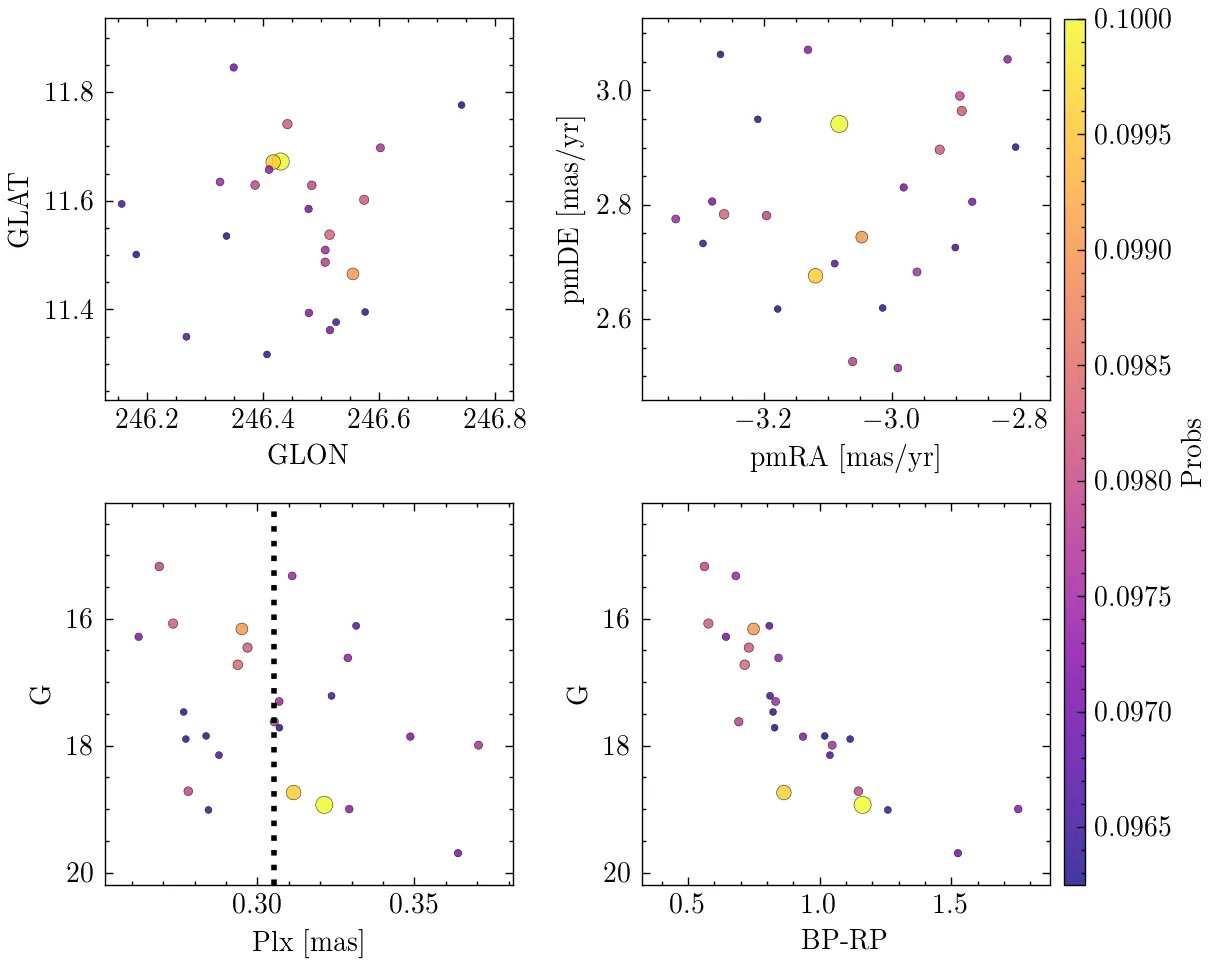 11.8
11.6
11.4
GLAT
246.2 246.4 246.6 246.8
GLON
3.0
2.8
2.6
pmDE [mas/yr]
−3.2 −3.0 −2.8
pmRA [mas/yr]
16
18
20
G
0.30 0.35
Plx [mas]
16
18
20
G
0.5 1.0 1.5
BP-RP
0.1000
0.0995
0.0990
0.0985
0.0980
0.0975
0.0970
0.0965
Probs